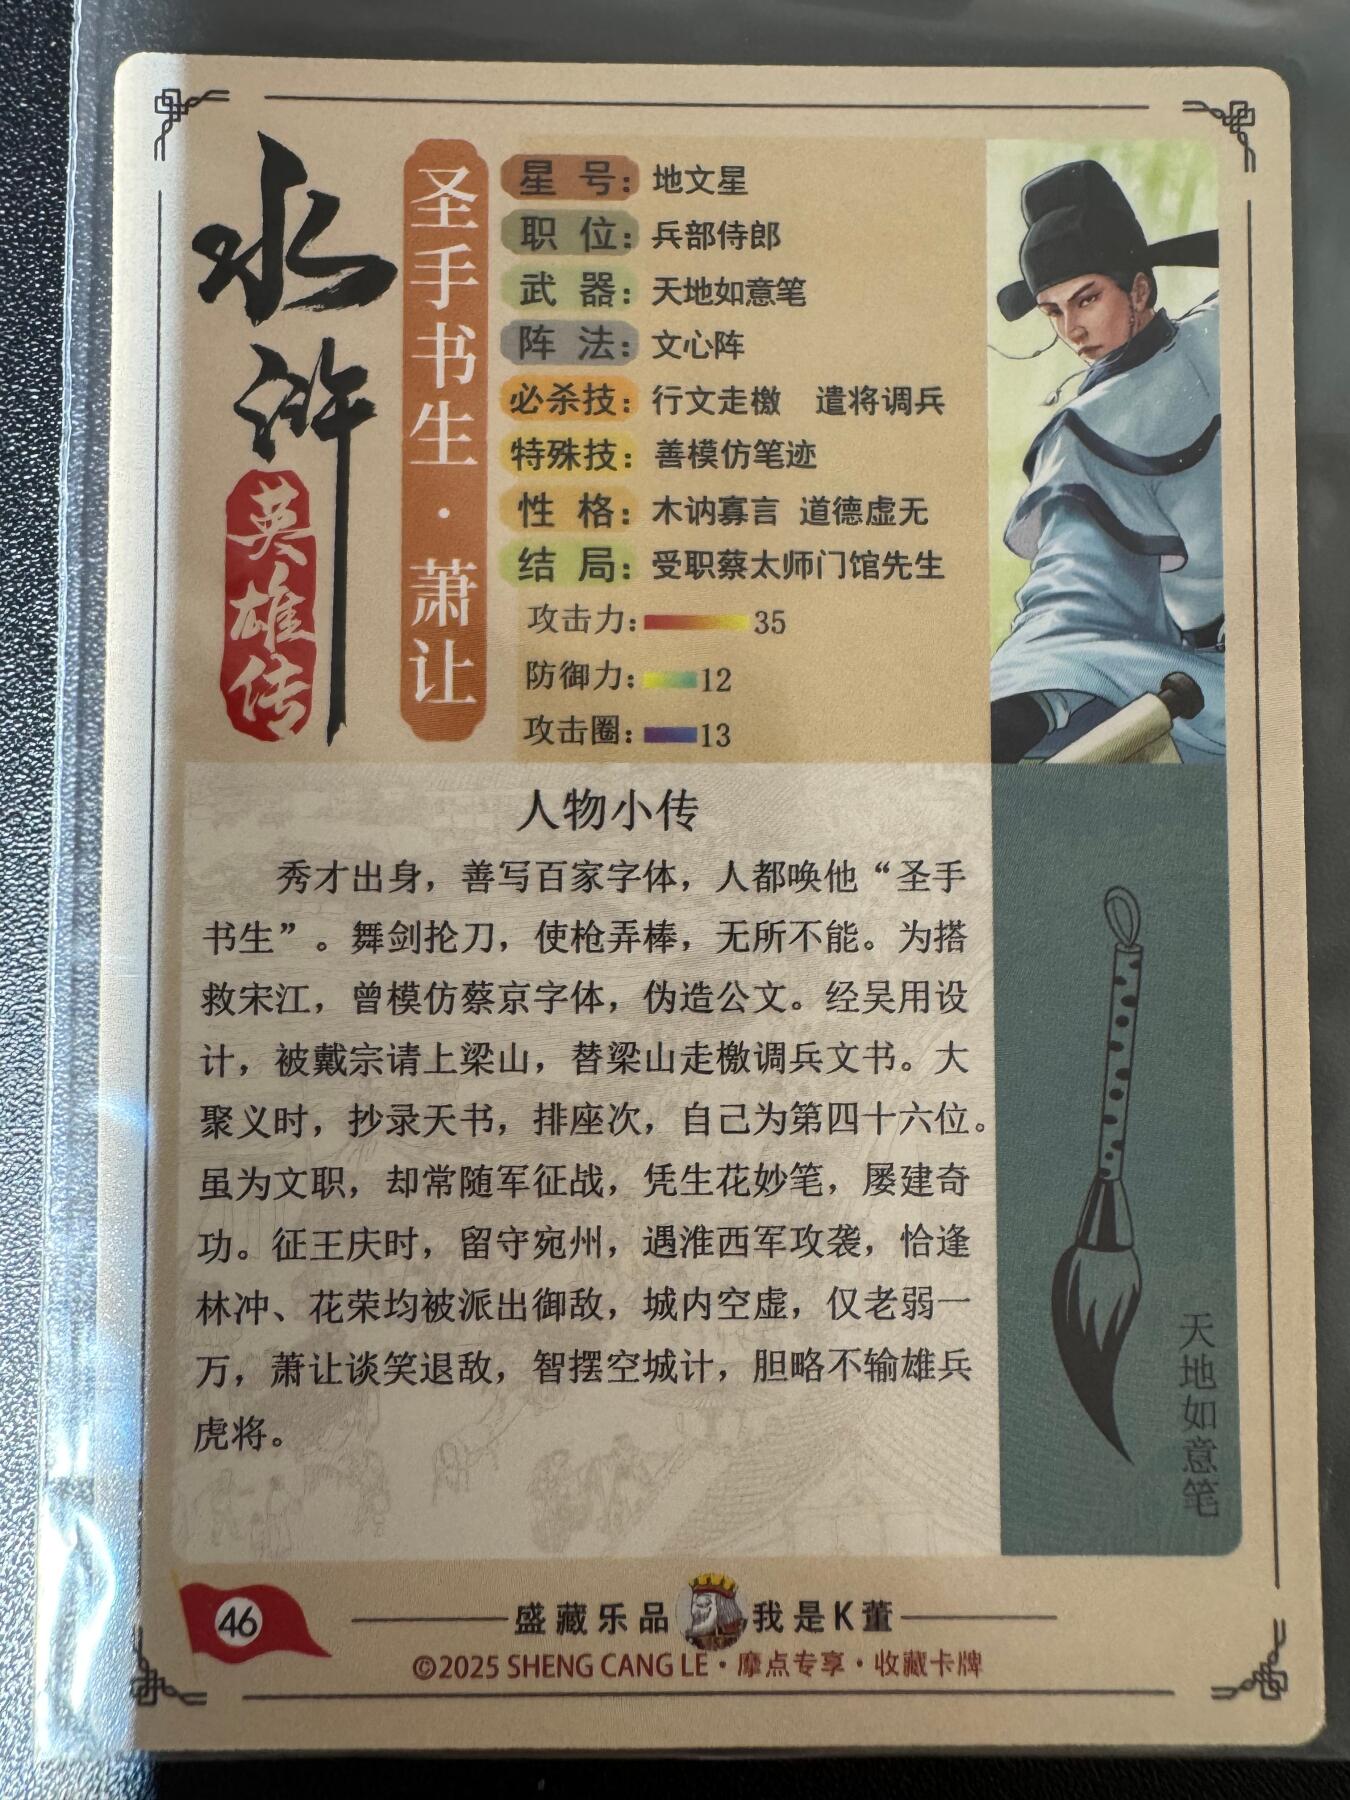 水浒
英雄传
圣手书生·萧让
星号：地文星
职位：兵部侍郎
武器：天地如意笔
阵法：文心阵
必杀技：行文走檄 遣将调兵
特殊技：善模仿笔迹
性格：木讷寡言 道德虚无
结局：受职蔡太师门馆先生
攻击力：35
防御力：12
攻击圈：13
人物小传
秀才出身，善写百家字体，人都唤他“圣手
书生”。舞剑抡刀，使枪弄棒，无所不能。为搭
救宋江，曾模仿蔡京字体，伪造公文。经吴用设
计，被戴宗请上梁山，替梁山走檄调兵文书。大
聚义时，抄录天书，排座次，自己为第四十六位。
虽为文职，却常随军征战，凭生花妙笔，屡建奇
功。征王庆时，留守宛州，遇淮西军攻袭，恰逢
林冲、花荣均被派出御敌，城内空虚，仅老弱一
万，萧让谈笑退敌，智摆空城计，胆略不输雄兵
虎将。
天地如意笔
46
盛藏乐品 我是K董
©2025 SHENG CANG LE·摩点专享·收藏卡牌